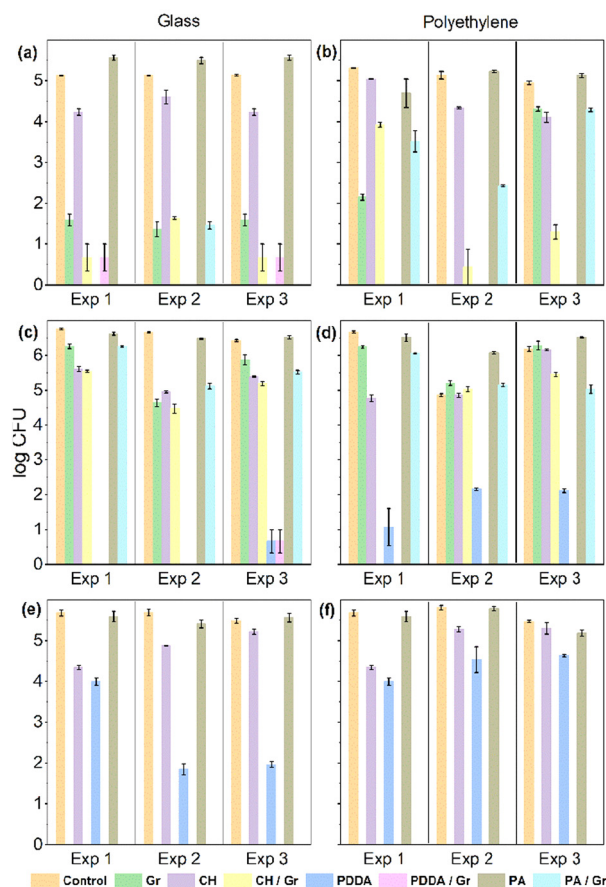 Glass Polyethylene
(a) (b)
5
4
3
2
1
0
Exp 1 Exp 2 Exp 3 Exp 1 Exp 2 Exp 3
(c) (d)
6
5
4
3
2
1
0
log CFU
Exp 1 Exp 2 Exp 3 Exp 1 Exp 2 Exp 3
(e) (f)
5
4
3
2
1
0
Exp 1 Exp 2 Exp 3 Exp 1 Exp 2 Exp 3
Control Gr CH CH / Gr PDDA PDDA / Gr PA PA / Gr